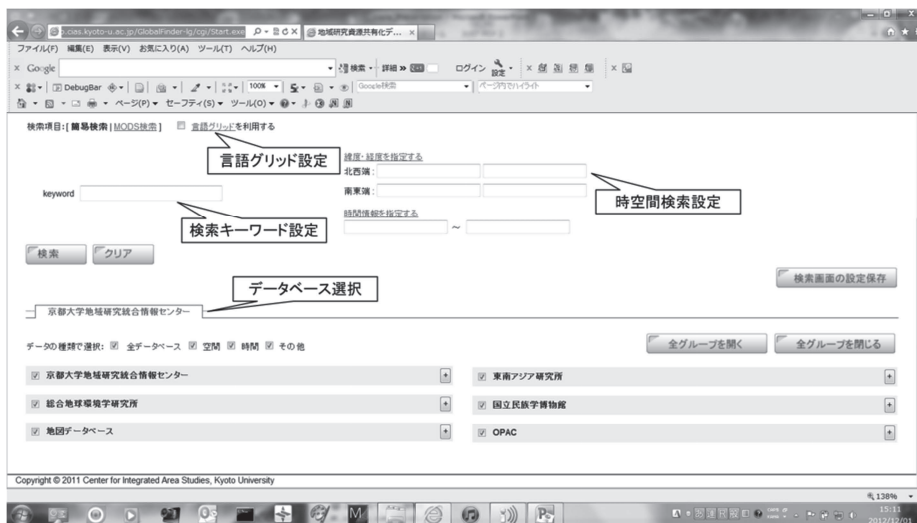 p.cias.kyoto-u.ac.jp/GlobalFinder-lg/cgi/Start.exe
地域研究資源共有化デ...
ファイル(F) 編集(E) 表示(V) お気に入り(A) ツール(T) ヘルプ(H)
Google 検索 詳細 ログイン 設定
DebugBar 100% Google検索 ページ内でハイライト
ページ(P) セーフティ(S) ツール(O)
検索項目:[ 簡易検索 | MODS検索 ] 言語グリッドを利用する
言語グリッド設定
緯度・経度を指定する
北西端:
keyword
南東端:
時空間検索設定
検索キーワード設定
時間情報を指定する
~
検索 クリア
検索画面の設定保存
データベース選択
京都大学地域研究統合情報センター
データの種類で選択: 全データベース 空間 時間 その他
全グループを開く 全グループを閉じる
京都大学地域研究統合情報センター + 東南アジア研究所 +
総合地球環境学研究所 + 国立民族学博物館 +
地図データベース + OPAC +
Copyright © 2011 Center for Integrated Area Studies, Kyoto University
138%
15:11